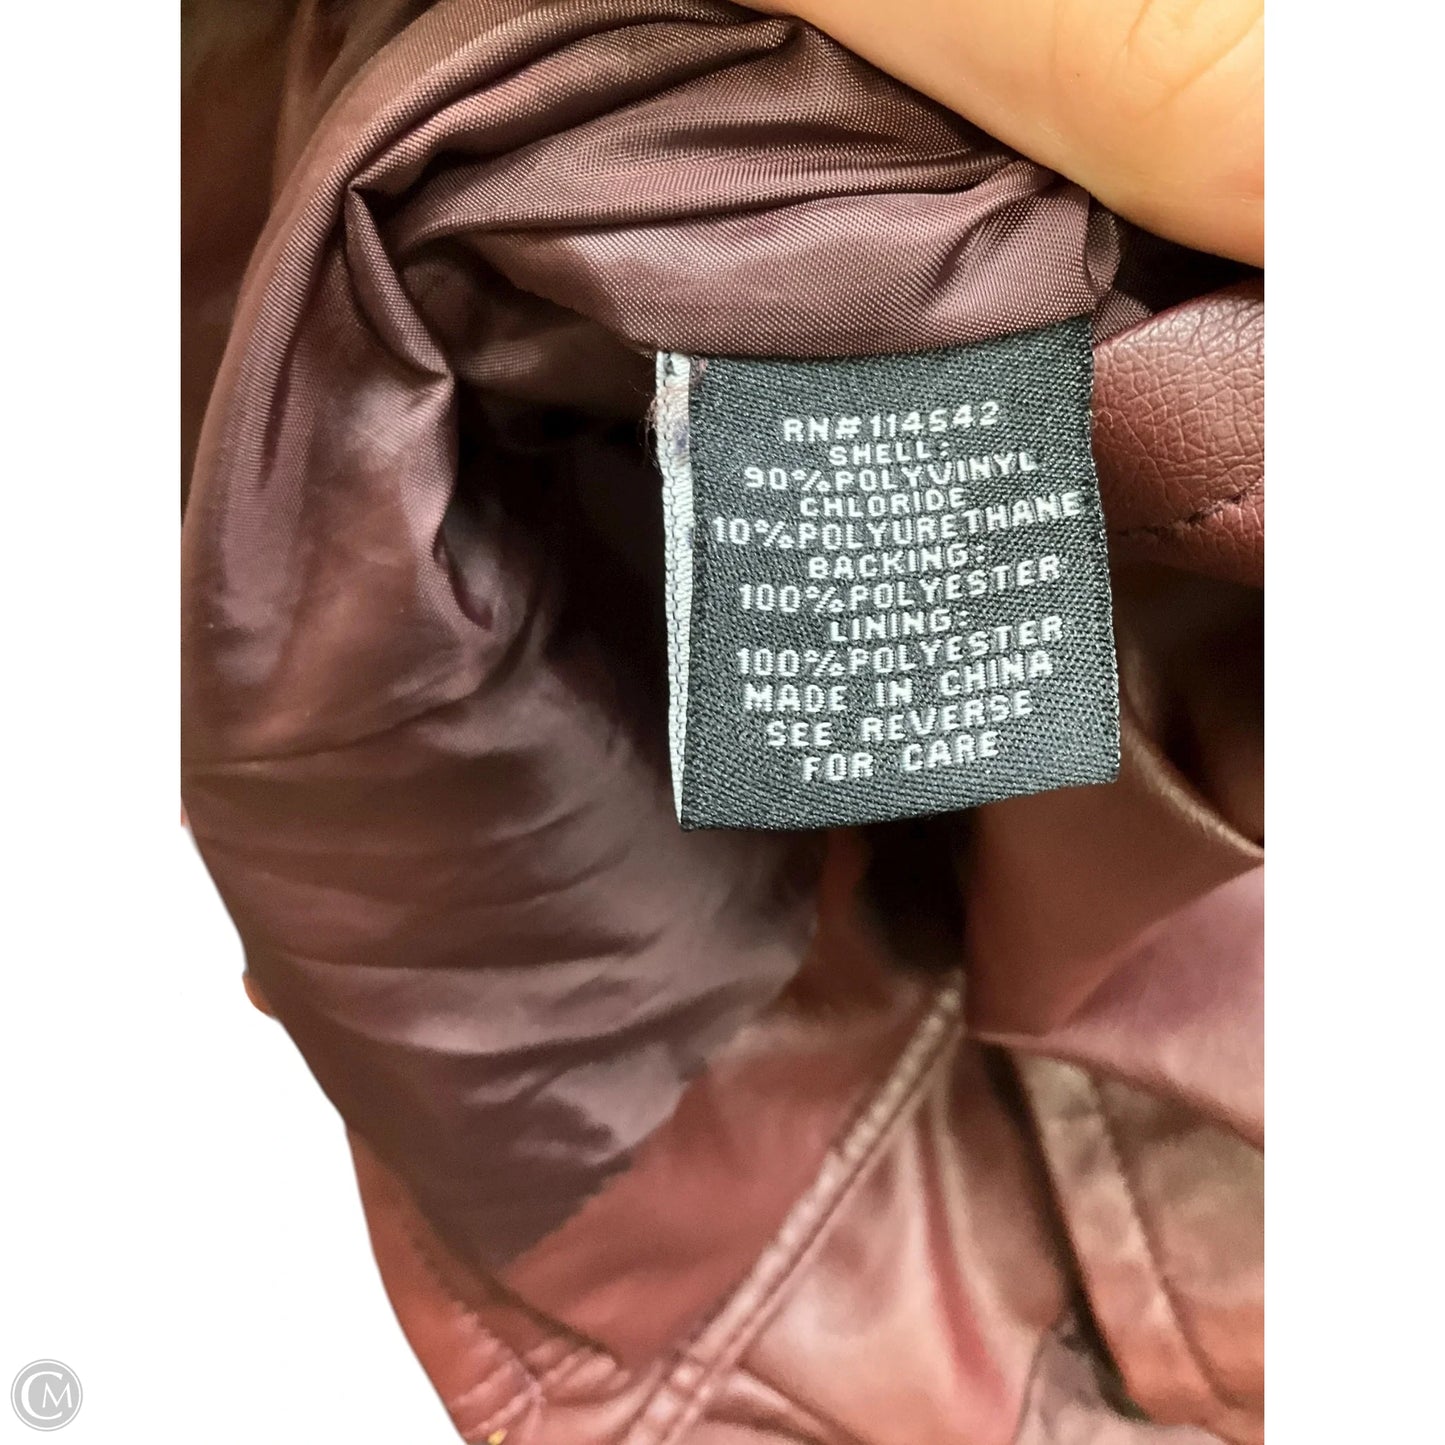 RN#114542
SHELL:
90%POLYVINYL
CHLORIDE
10%POLYURETHANE
BACKING:
100%POLYESTER
LINING:
100%POLYESTER
MADE IN CHINA
SEE REVERSE
FOR CARE
CM